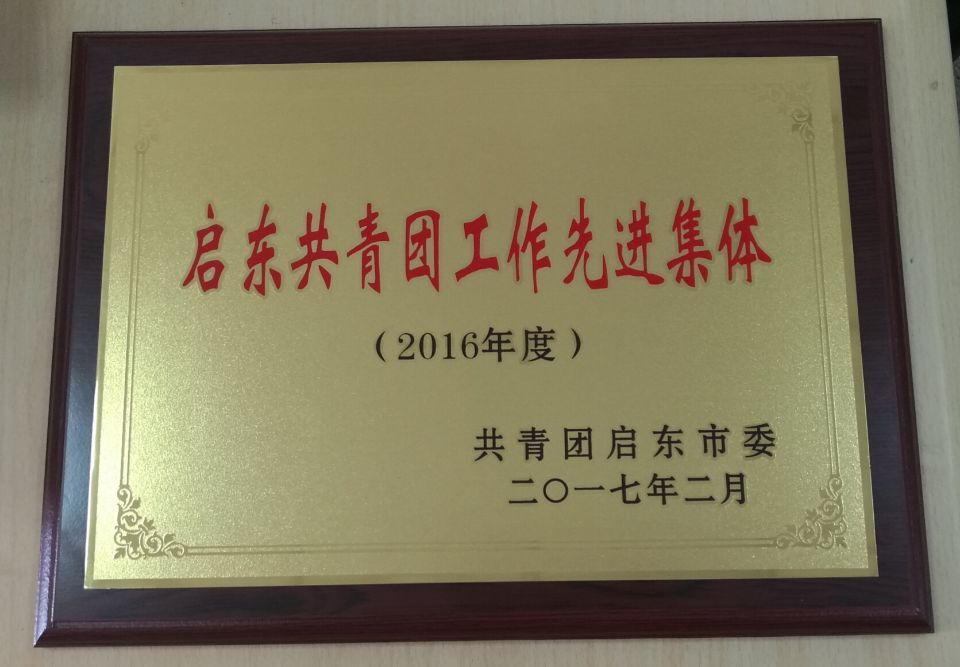 启东共青团工作先进集体
（2016年度）
共青团启东市委
二〇一七年二月